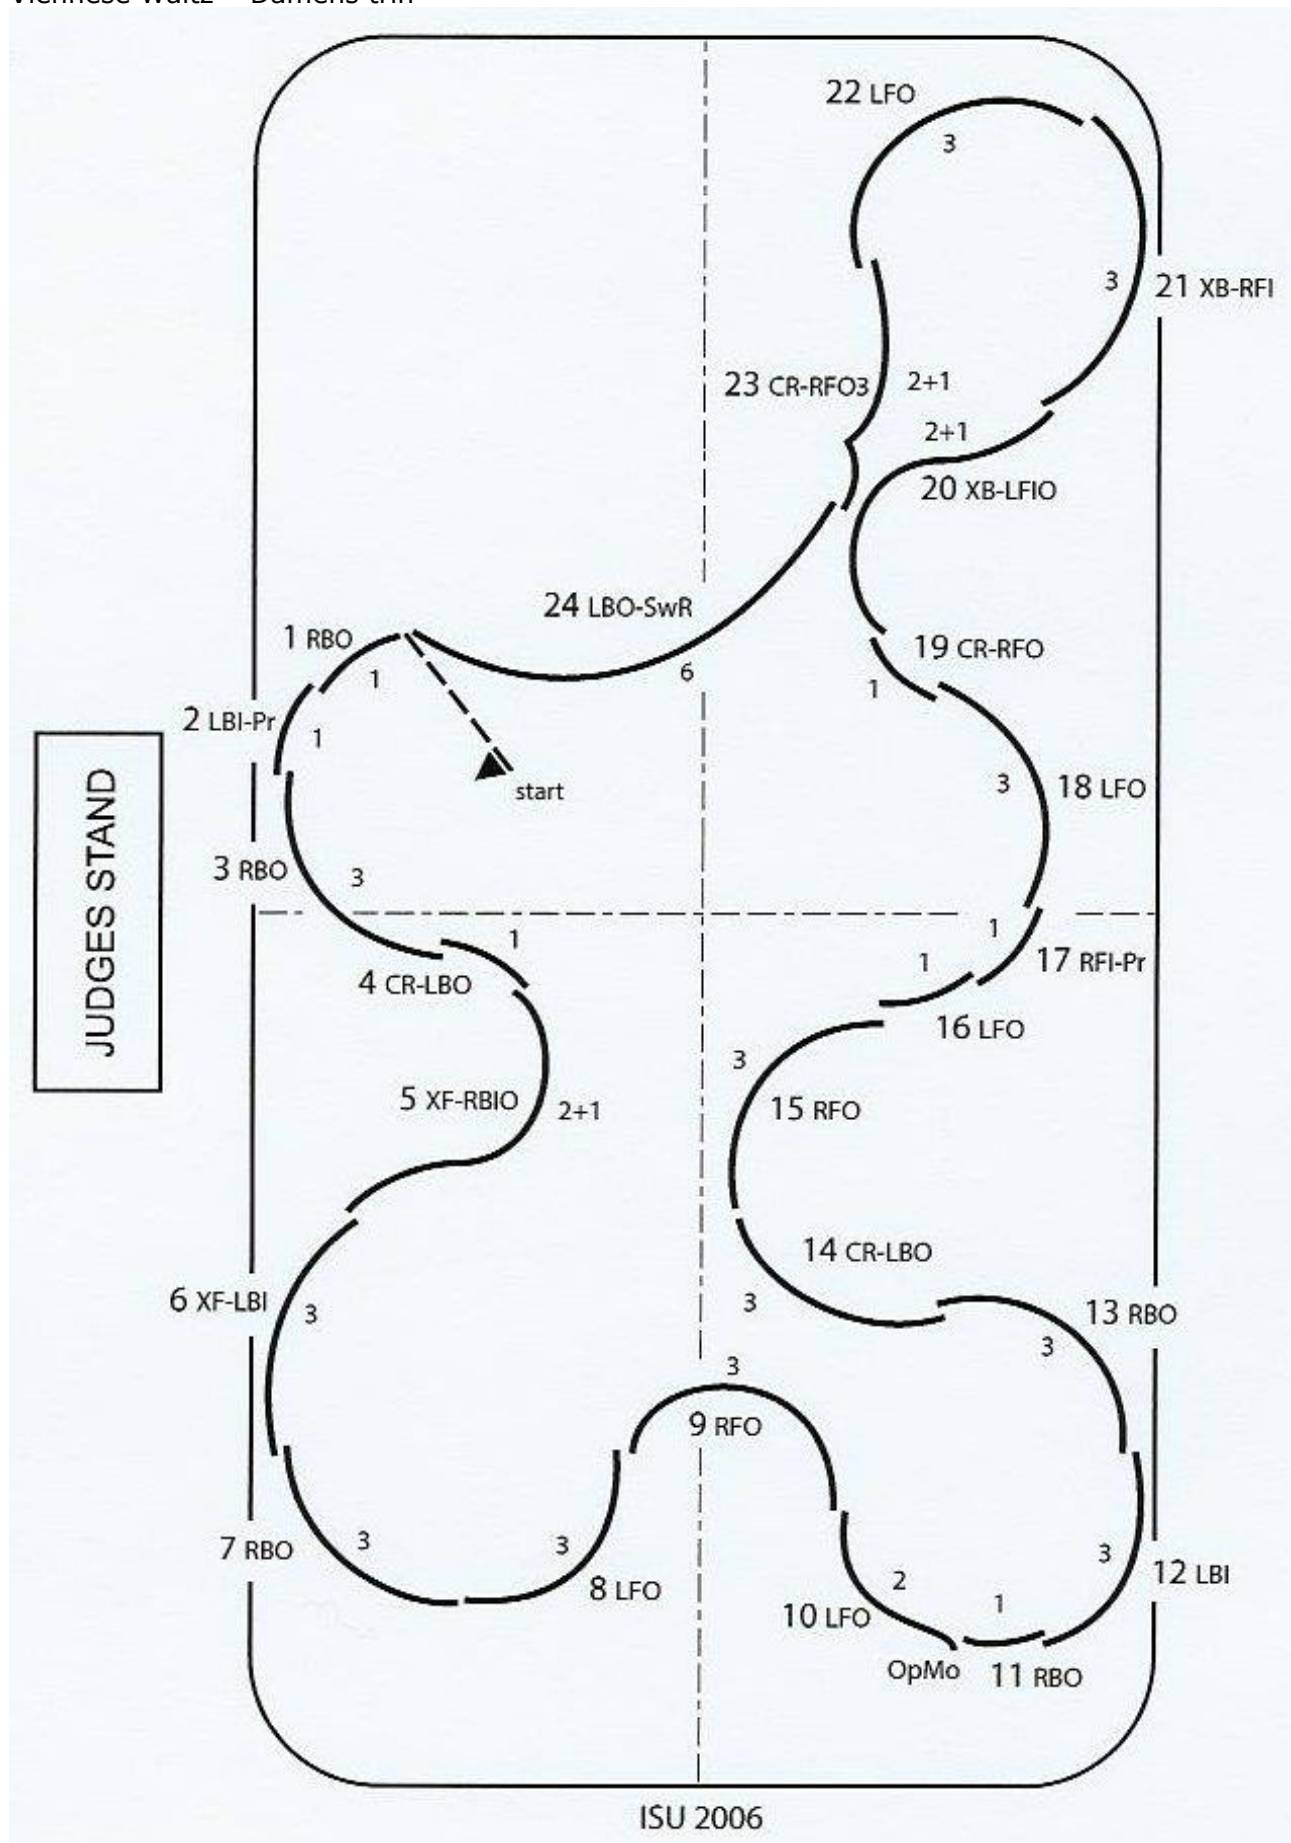 Viennese Waltz – Damens trin
22 LFO
3
3
21 XB-RFI
23 CR-RFO3
2+1
2+1
20 XB-LFIO
24 LBO-SwR
6
1 RBO
1
19 CR-RFO
1
2 LBI-Pr
1
start
3
18 LFO
JUDGES STAND
3 RBO
3
1
4 CR-LBO
1
1
17 RFI-Pr
16 LFO
5 XF-RBIO
2+1
3
15 RFO
14 CR-LBO
3
6 XF-LBI
3
13 RBO
3
3
9 RFO
7 RBO
3
3
8 LFO
3
12 LBI
2
1
10 LFO
OpMo
11 RBO
ISU 2006